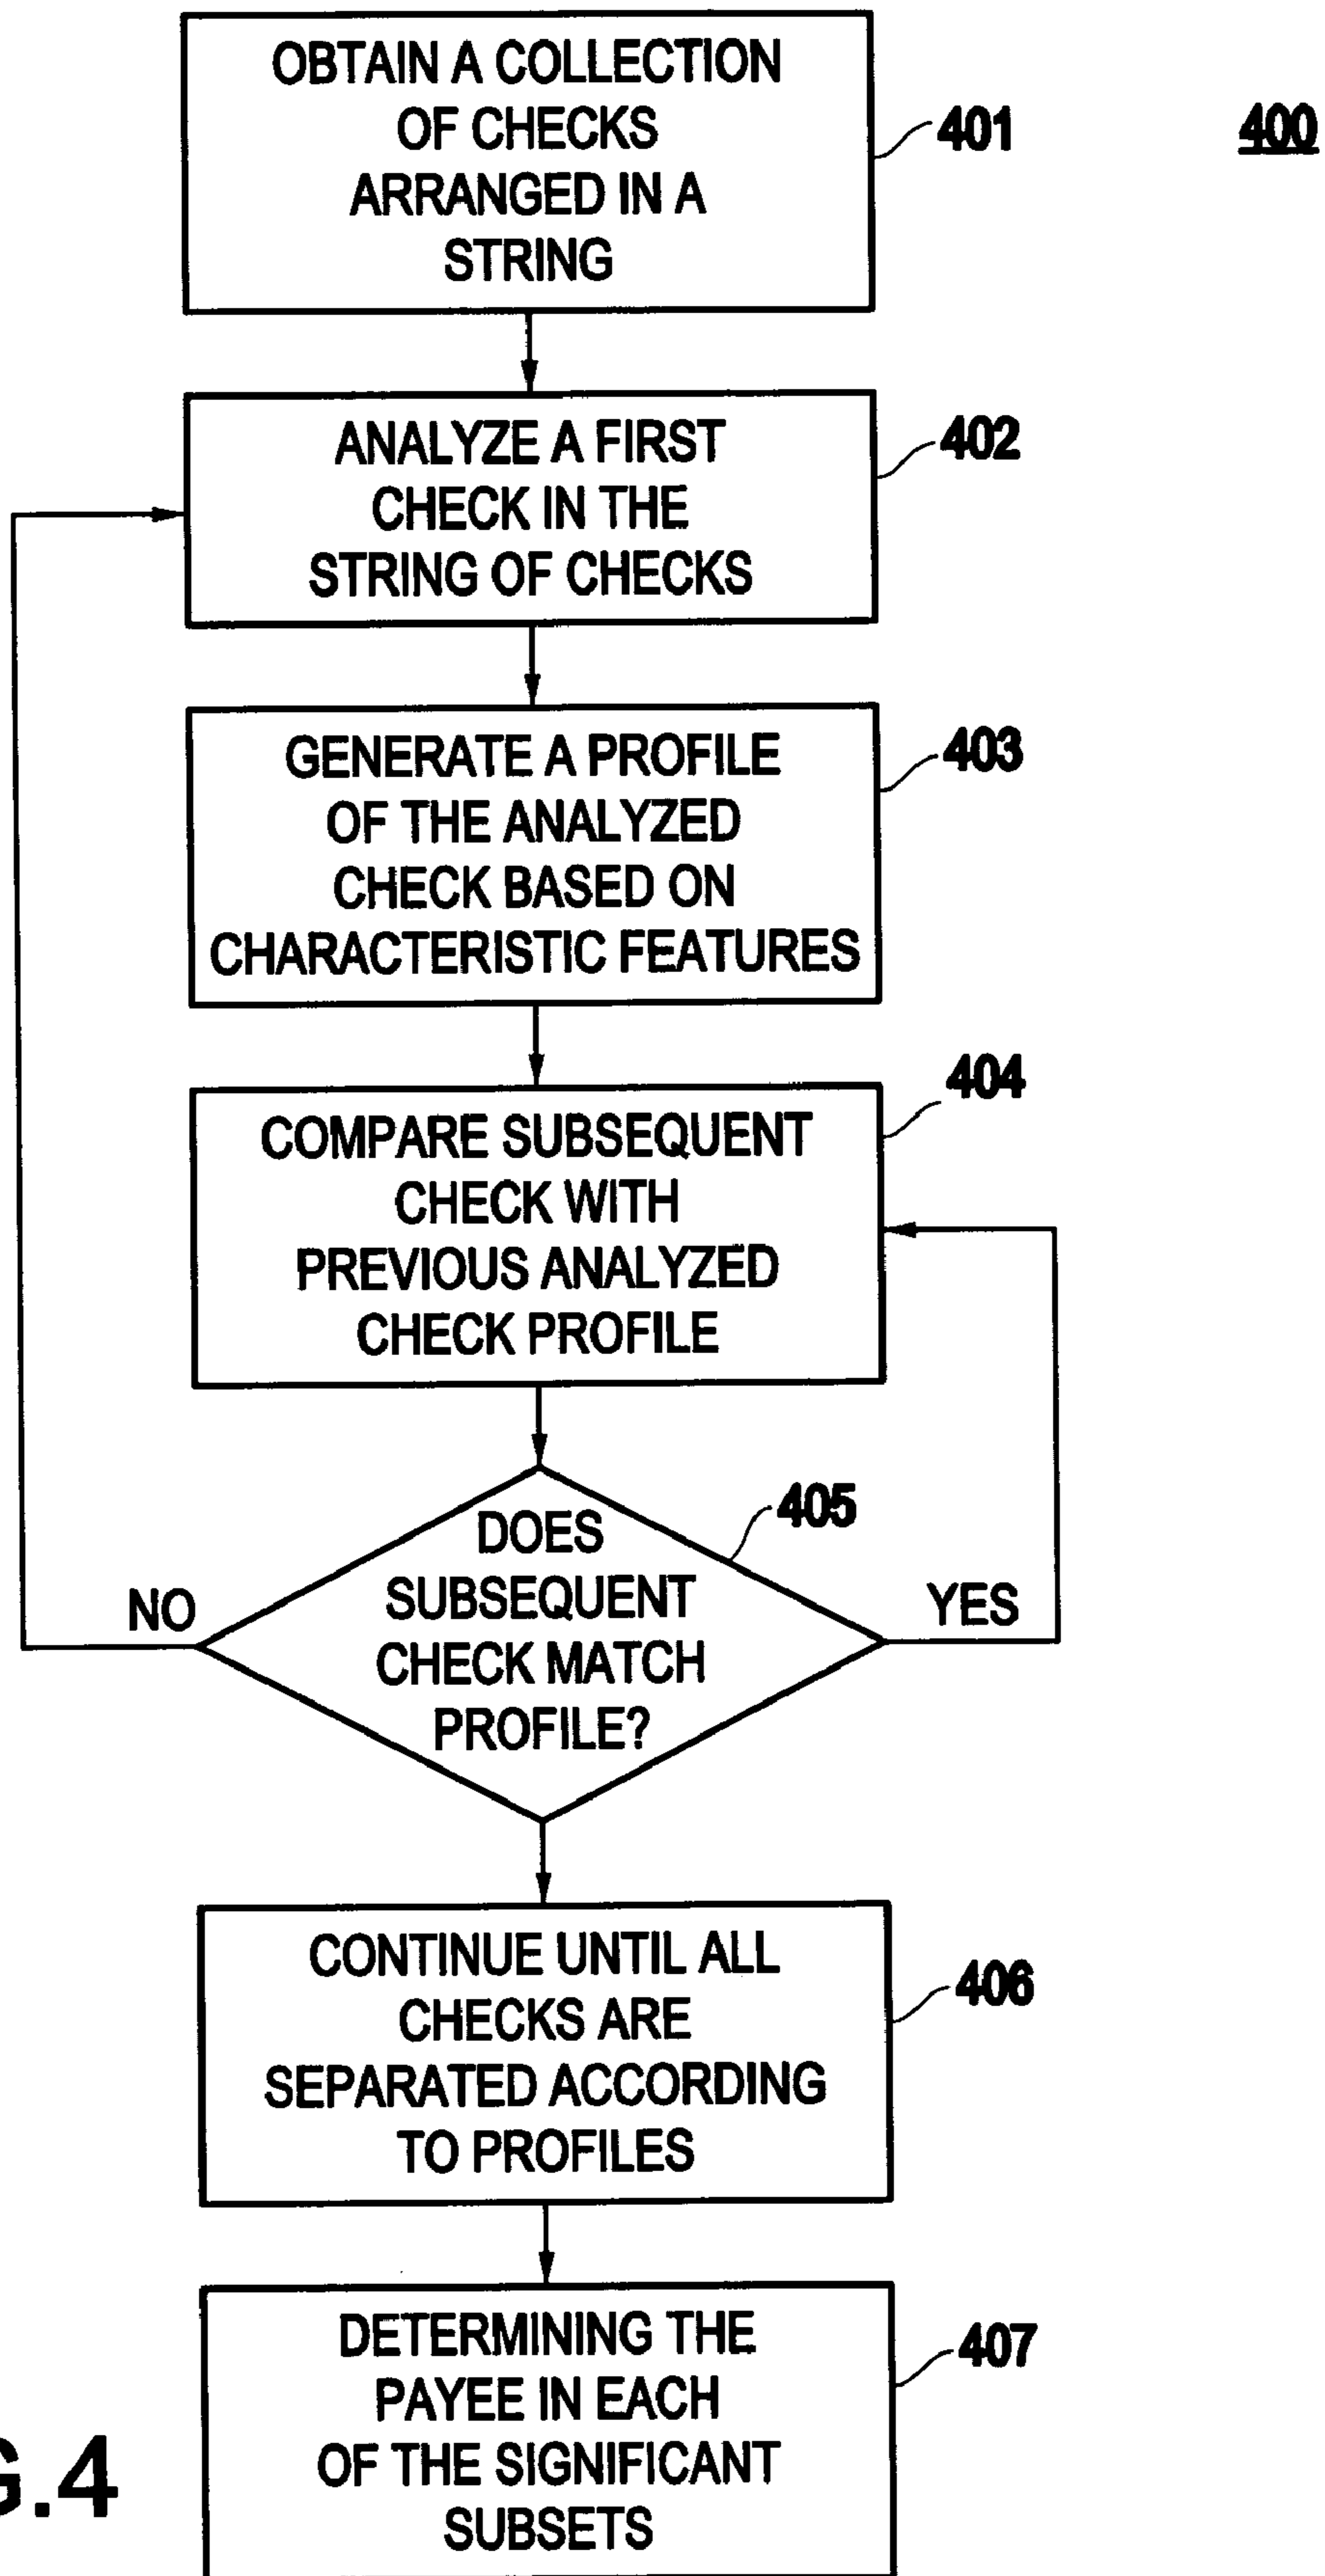 OBTAIN A COLLECTION
OF CHECKS
ARRANGED IN A
STRING
401
400
ANALYZE A FIRST
CHECK IN THE
STRING OF CHECKS
402
GENERATE A PROFILE
OF THE ANALYZED
CHECK BASED ON
CHARACTERISTIC FEATURES
403
COMPARE SUBSEQUENT
CHECK WITH
PREVIOUS ANALYZED
CHECK PROFILE
404
DOES
SUBSEQUENT
CHECK MATCH
PROFILE?
405
NO
YES
CONTINUE UNTIL ALL
CHECKS ARE
SEPARATED ACCORDING
TO PROFILES
406
DETERMINING THE
PAYEE IN EACH
OF THE SIGNIFICANT
SUBSETS
407
G.4